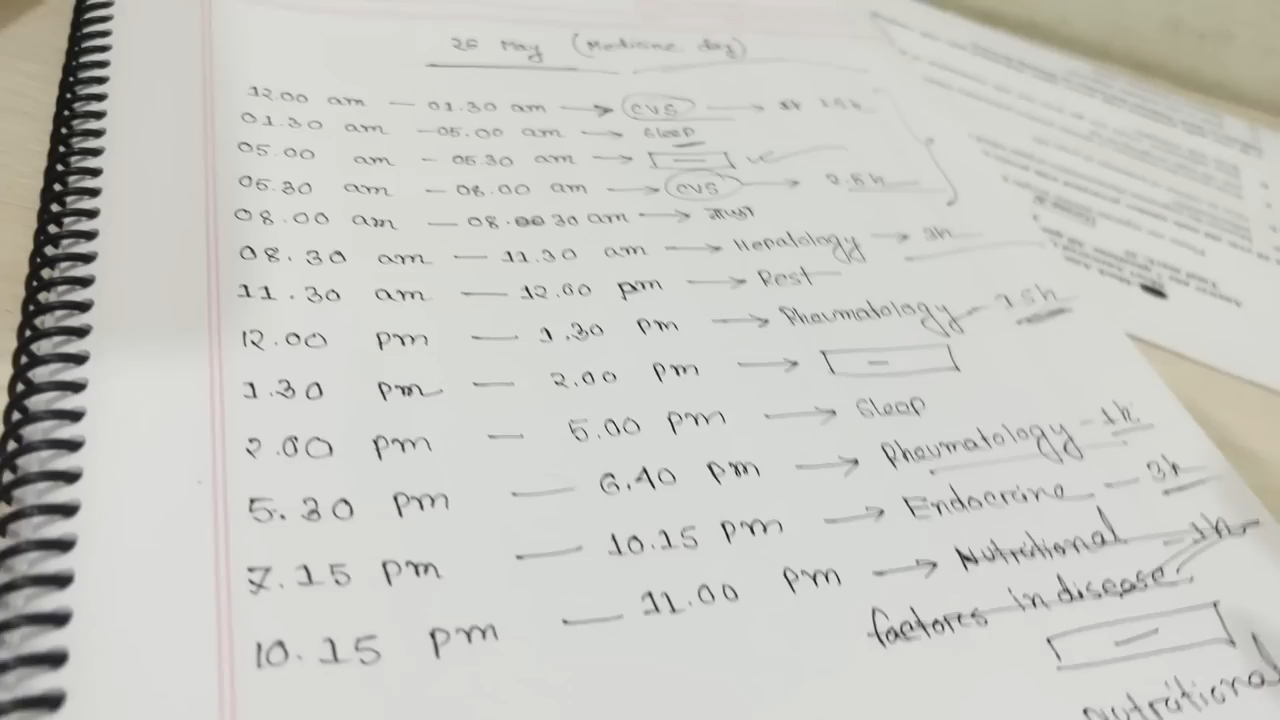 26 May (Medicine day)
12.00 am — 01.30 am → CVS → 1.5h
01.30 am - 05.00 am → Sleep
05.00 am - 05.30 am → —
05.30 am - 08.00 am → CVS → 2.5h
08.00 am — 08.00 30 am →
08.30 am — 11.30 am → Hepatology → 3h
11.30 am — 12.00 pm → Rest
12.00 pm — 1.30 pm → Rheumatology — 1.5h
1.30 pm — 2.00 pm → —
2.00 pm — 5.00 pm → Sleep
5.30 pm — 6.40 pm → Rheumatology - 1h
7.15 pm — 10.15 pm → Endocrine — 3h
10.15 pm — 11.00 pm → Nutritional — 1h
factores in disease.
—
Nutritional